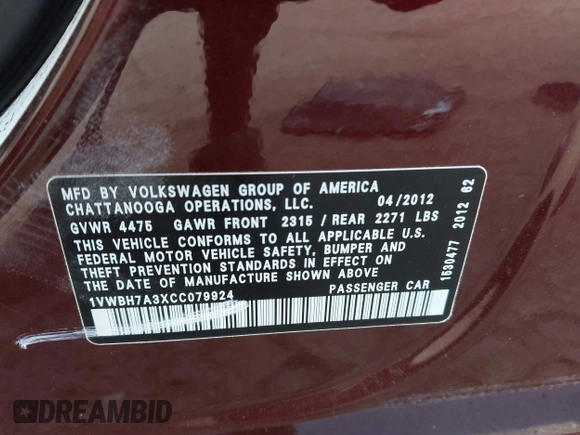 MFD BY VOLKSWAGEN GROUP OF AMERICA
CHATTANOOGA OPERATIONS, LLC. 04/2012
GVWR 4475 GAWR FRONT 2315 / REAR 2271 LBS
THIS VEHICLE CONFORMS TO ALL APPLICABLE U.S.
FEDERAL MOTOR VEHICLE SAFETY, BUMPER AND
THEFT PREVENTION STANDARDS IN EFFECT ON
THE DATE OF MANUFACTURE SHOWN ABOVE.
1VWBH7A3XCC079924 PASSENGER CAR
1530477 2012 62
DREAMBID